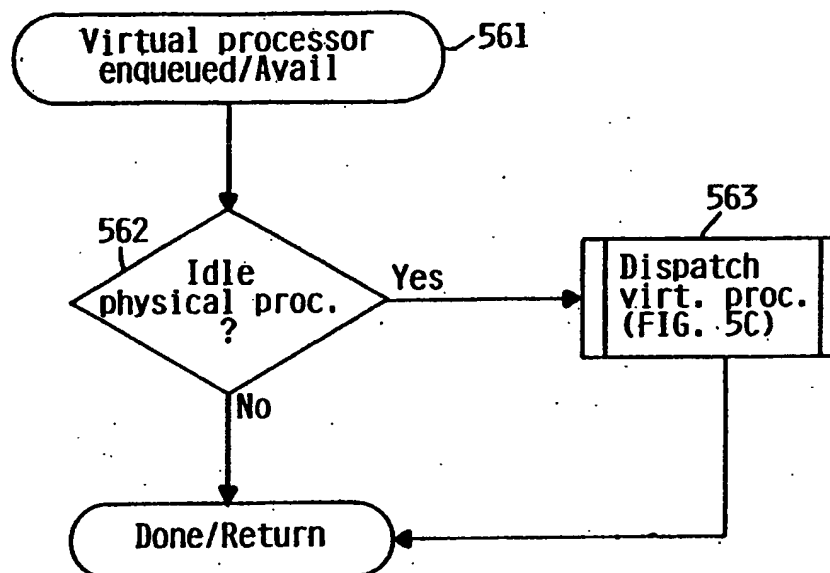 Virtual processor
enqueued/Avail
561
562
Idle
physical proc.
?
Yes
563
Dispatch
virt. proc.
(FIG. 5C)
No
Done/Return